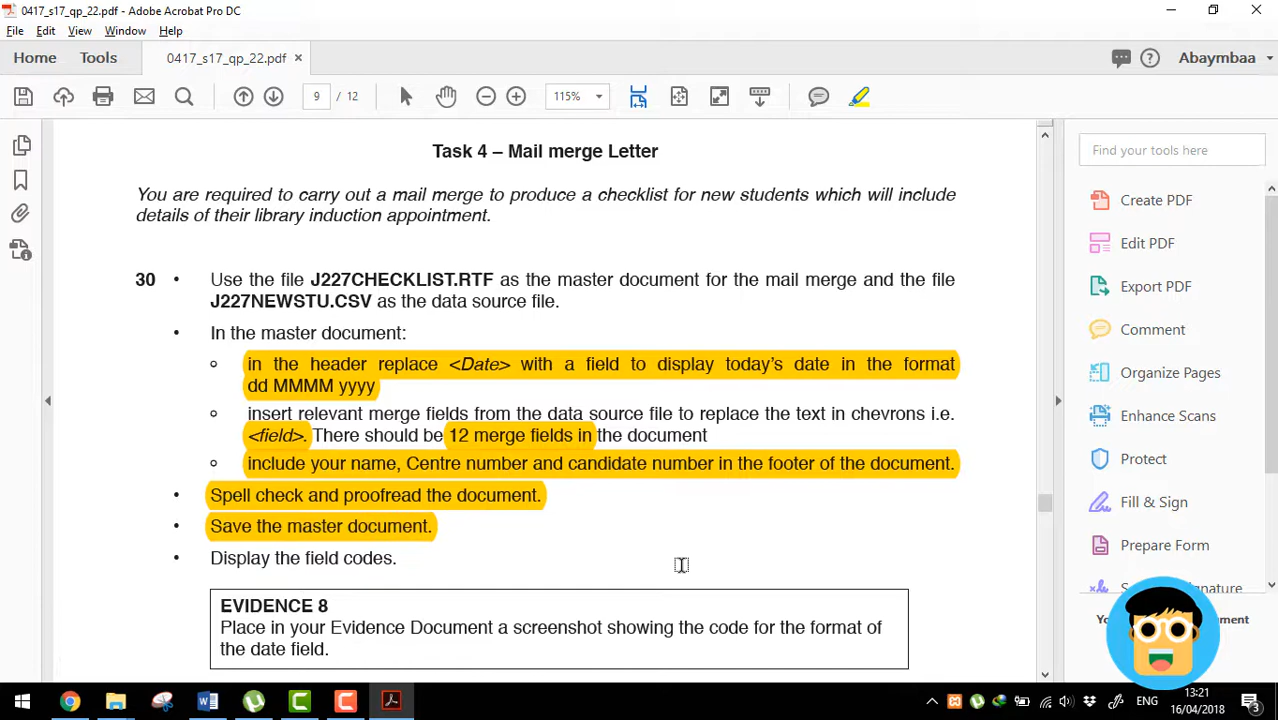 0417_s17_qp_22.pdf - Adobe Acrobat Pro DC
File Edit View Window Help
Home Tools 0417_s17_qp_22.pdf × Abaymbaa
9 / 12 115%
Task 4 – Mail merge Letter
You are required to carry out a mail merge to produce a checklist for new students which will include
details of their library induction appointment.
30 • Use the file J227CHECKLIST.RTF as the master document for the mail merge and the file
J227NEWSTU.CSV as the data source file.
• In the master document:
in the header replace <Date> with a field to display today's date in the format
dd MMMM yyyy
insert relevant merge fields from the data source file to replace the text in chevrons i.e.
<field>. There should be 12 merge fields in the document
include your name, Centre number and candidate number in the footer of the document.
• Spell check and proofread the document.
• Save the master document.
• Display the field codes.
EVIDENCE 8
Place in your Evidence Document a screenshot showing the code for the format of
the date field.
Find your tools here
Create PDF
Edit PDF
Export PDF
Comment
Organize Pages
Enhance Scans
Protect
Fill & Sign
Prepare Form
ENG
13:21
16/04/2018
3